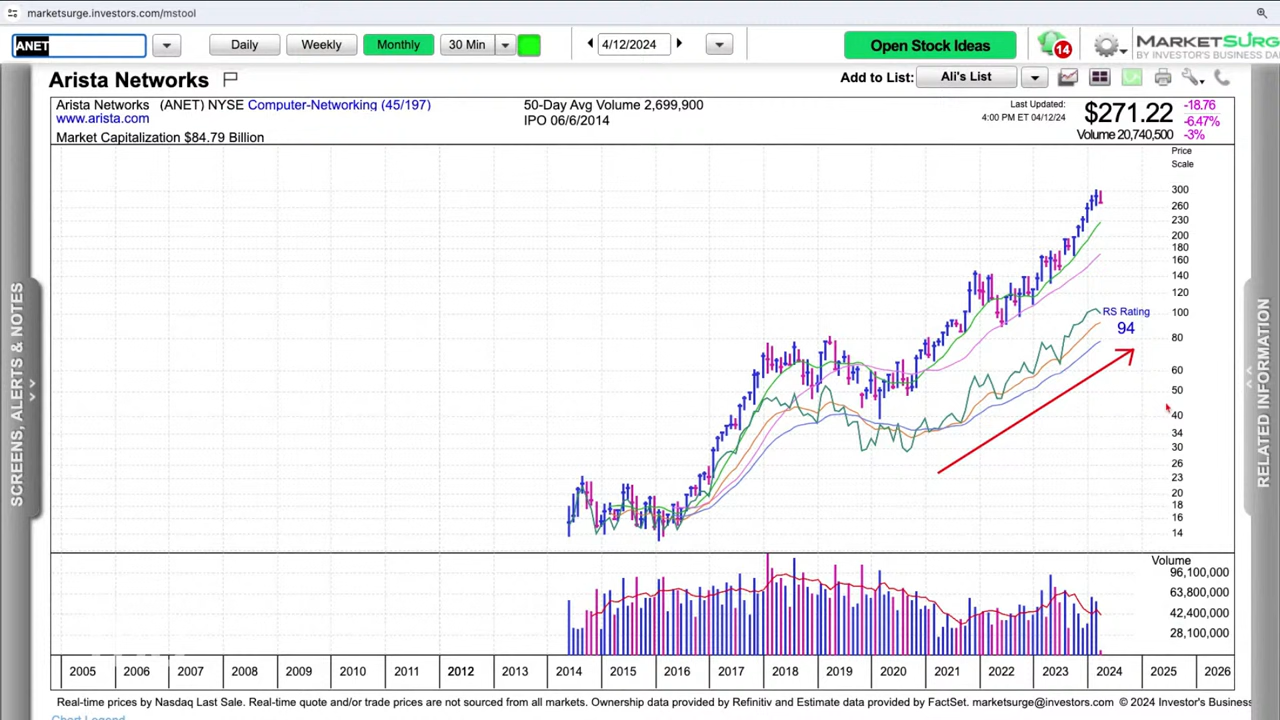 marketsurge.investors.com/mstool
ANET
Daily
Weekly
Monthly
30 Min
4/12/2024
Open Stock Ideas
14
MARKETSURG
BY INVESTOR'S BUSINESS DA
Arista Networks
Add to List:
Ali's List
Arista Networks (ANET) NYSE Computer-Networking (45/197)
www.arista.com
Market Capitalization $84.79 Billion
50-Day Avg Volume 2,699,900
IPO 06/6/2014
Last Updated:
4:00 PM ET 04/12/24
$271.22
Volume 20,740,500
-18.76
-6.47%
-3%
Price
Scale
300
260
230
200
180
160
140
120
100
80
60
50
40
34
30
26
23
20
18
16
14
RS Rating
94
SCREENS, ALERTS & NOTES
RELATED INFORMATION
Volume
96,100,000
63,800,000
42,400,000
28,100,000
2005 2006 2007 2008 2009 2010 2011 2012 2013 2014 2015 2016 2017 2018 2019 2020 2021 2022 2023 2024 2025 2026
Real-time prices by Nasdaq Last Sale. Real-time quote and/or trade prices are not sourced from all markets. Ownership data provided by Refinitiv and Estimate data provided by FactSet. marketsurge@investors.com © 2024 Investor's Busines
Chart Legend